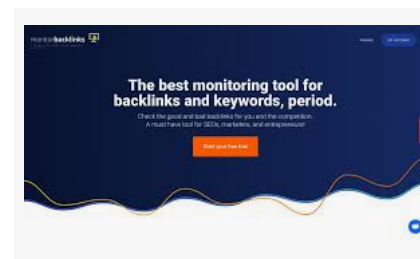 monitorbacklinks
The best monitoring tool for
backlinks and keywords, period.
Check the good and bad backlinks for you and the competition.
A must have tool for SEOs, marketers, and entrepreneurs!
Start your free trial